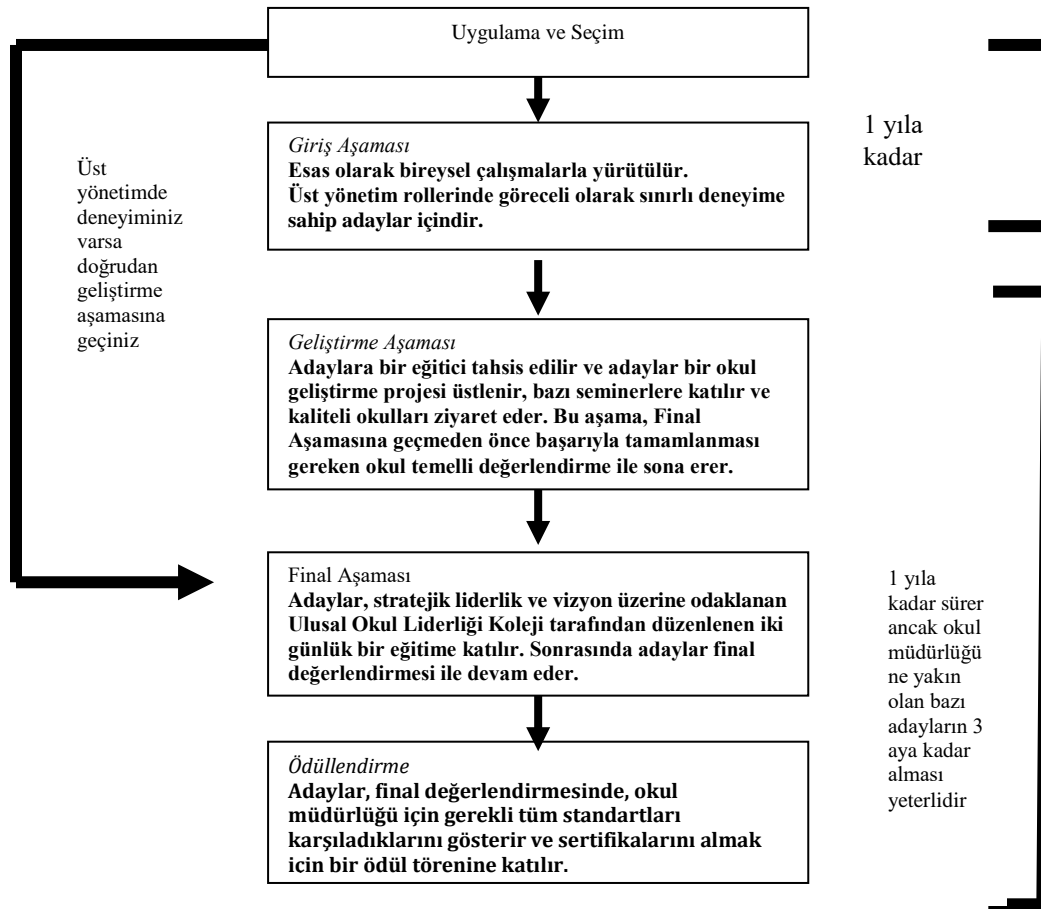 Uygulama ve Seçim
1 yıla
kadar
Giriş Aşaması
Esas olarak bireysel çalışmalarla yürütülür.
Üst yönetim rollerinde göreceli olarak sınırlı deneyime
sahip adaylar içindir.
Üst
yönetimde
deneyiminiz
varsa
doğrudan
geliştirme
aşamasına
geçiniz
Geliştirme Aşaması
Adaylara bir eğitici tahsis edilir ve adaylar bir okul
geliştirme projesi üstlenir, bazı seminerlere katılır ve
kaliteli okulları ziyaret eder. Bu aşama, Final
Aşamasına geçmeden önce başarıyla tamamlanması
gereken okul temelli değerlendirme ile sona erer.
Final Aşaması
Adaylar, stratejik liderlik ve vizyon üzerine odaklanan
Ulusal Okul Liderliği Koleji tarafından düzenlenen iki
günlük bir eğitime katılır. Sonrasında adaylar final
değerlendirmesi ile devam eder.
1 yıla
kadar sürer
ancak okul
müdürlüğü
ne yakın
olan bazı
adayların 3
aya kadar
alması
yeterlidir
Ödüllendirme
Adaylar, final değerlendirmesinde, okul
müdürlüğü için gerekli tüm standartları
karşıladıklarını gösterir ve sertifikalarını almak
için bir ödül törenine katılır.